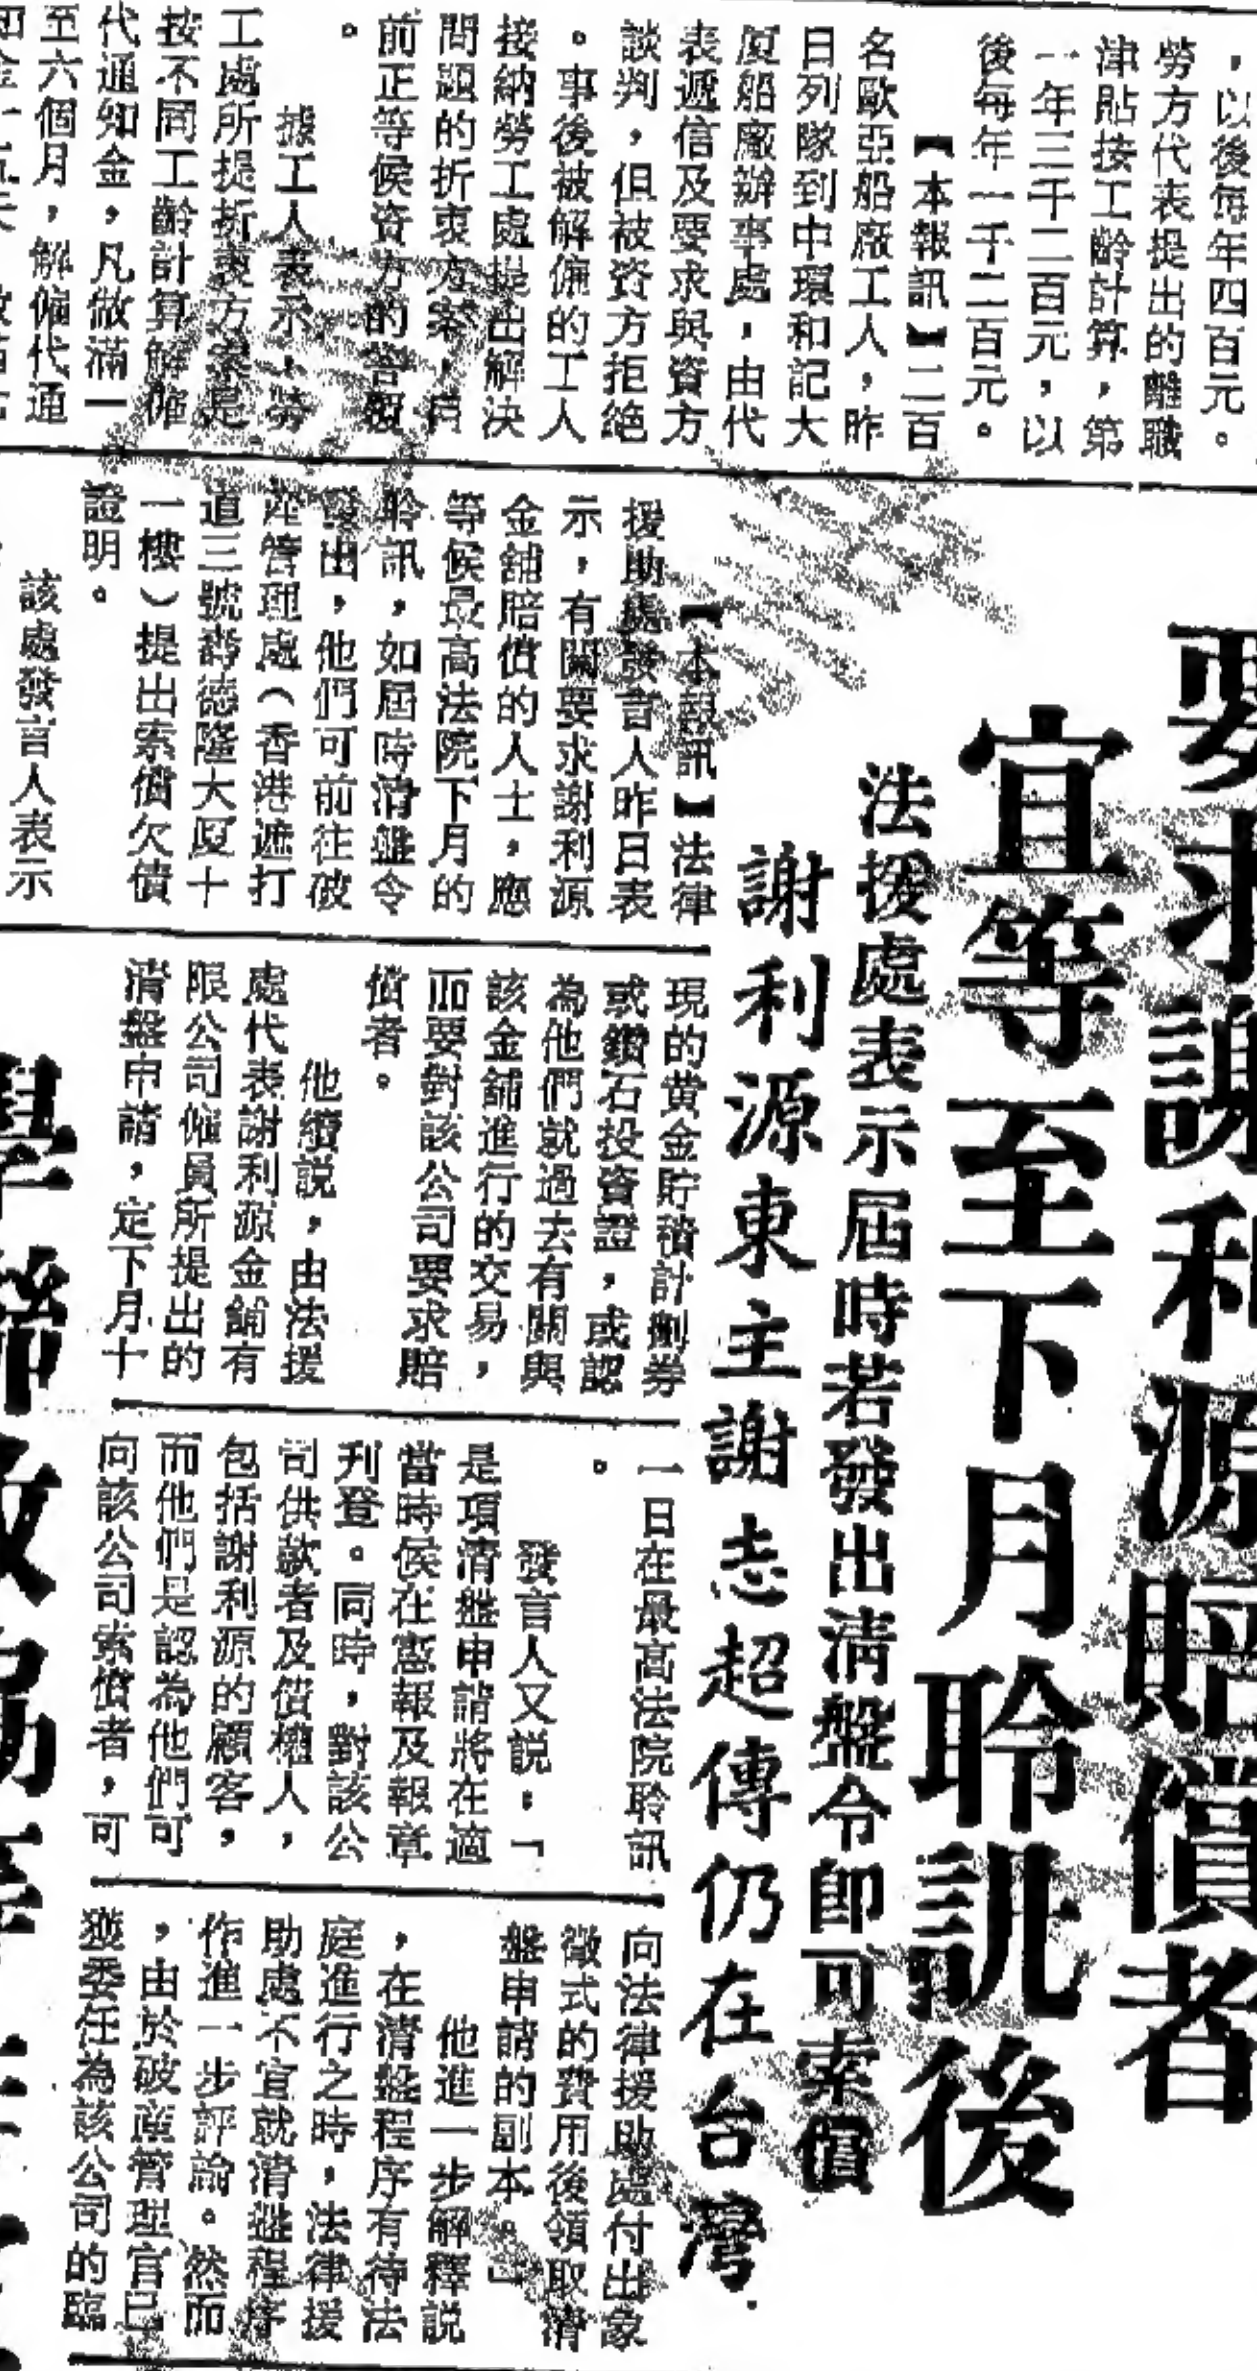 ，以後每年四百元。
勞方代表提出的離職
津貼按工齡計算，第
一年三千二百元，以
後每年一千二百元。
【本報訊】二百
名歐亞船廠工人，昨
日列隊到中環和記大
厦船廠辦事處，由代
表遞信及要求與資方
談判，但被資方拒絕
。事後被解僱的工人
接納勞工處提出解决
問題的折衷方案，目
前正等候資方的答覆
。
據工人表示，勞
工處所提折衷方案是
按不同工齡計算解僱
代通知金，凡做滿一
至六個月，解僱代通
要求謝利源賠償者
宜等至下月聆訊後
法援處表示屆時若發出清盤令即可索償
謝利源東主謝志超傳仍在台灣
【本報訊】法律
援助處發言人昨日表
示，有關要求謝利源
金舖賠償的人士，應
等候最高法院下月的
聆訊，如屆時清盤令
發出，他們可前往破
產管理處（香港遮打
道三號壽德隆大厦十
一樓）提出索償欠債
證明。
該處發言人表示
現的黄金貯積計劃券
或鑽石投資證，或認
為他們就過去有關與
該金舖進行的交易，
而要對該公司要求賠
償者。
他續説，由法援
處代表謝利源金舖有
限公司僱員所提出的
清盤申請，定下月十
一日在最高法院聆訊
。
發言人又説，「
是項清盤申請將在適
當時候在憲報及報章
刋登。同時，對該公
司供款者及債權人，
包括謝利源的顧客，
而他們是認為他們可
向該公司索償者，可
向法律援助處付出象
徵式的費用後領取清
盤申請的副本。」
他進一步解釋説
，在清盤程序有待法
庭進行之時，法律援
助處不宜就清盤程序
作進一步評論。然而
，由於破産管理官已
獲委任為該公司的臨